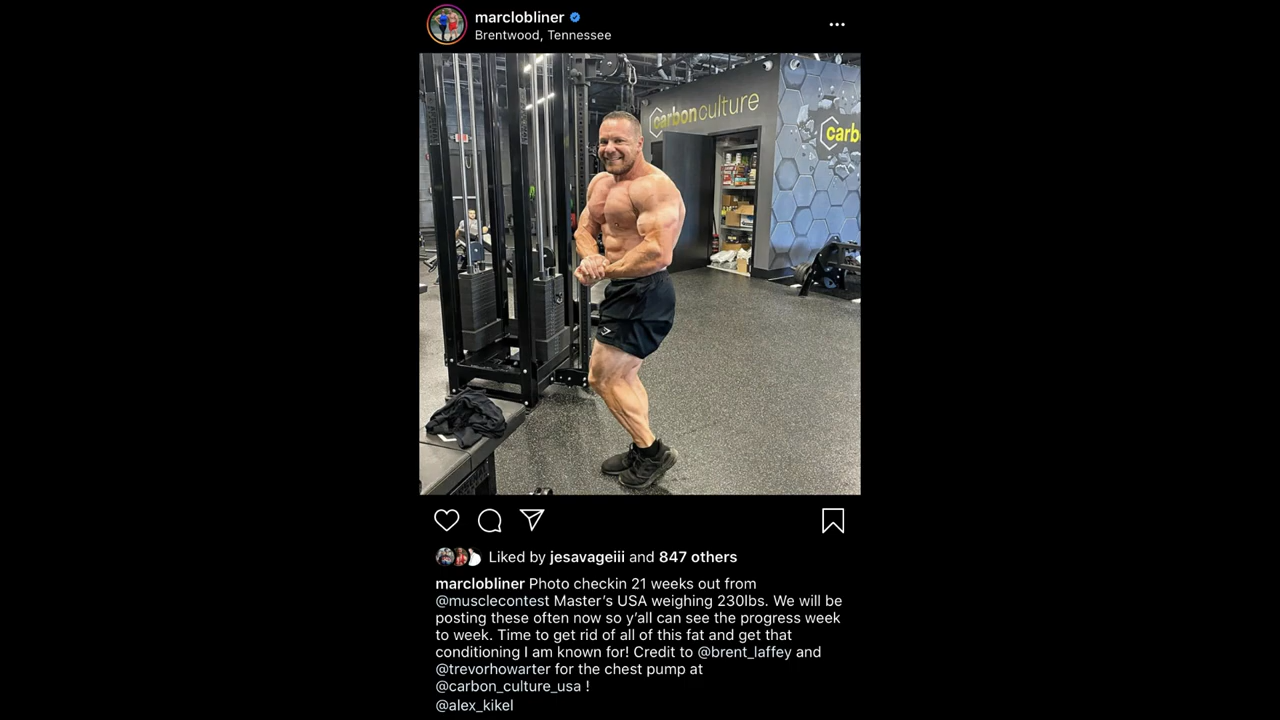 marclobliner
Brentwood, Tennessee
carbonculture
carb
Liked by jesavageiii and 847 others
marclobliner Photo checkin 21 weeks out from
@musclecontest Master’s USA weighing 230lbs. We will be
posting these often now so y’all can see the progress week
to week. Time to get rid of all of this fat and get that
conditioning I am known for! Credit to @brent_laffey and
@trevorhowarter for the chest pump at
@carbon_culture_usa !
@alex_kikel